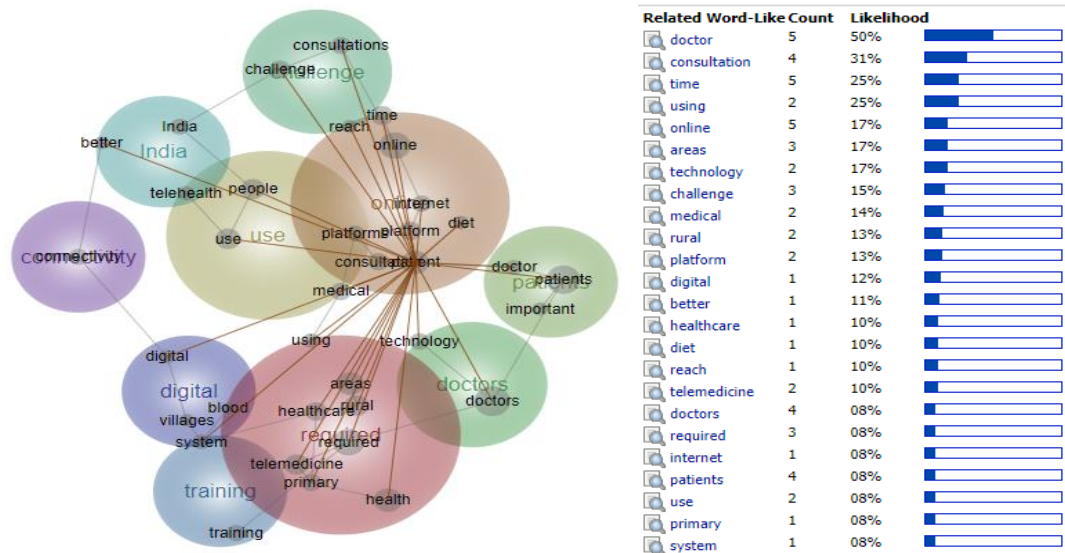 consultations
challenge
challenge
time
India
reach
better
online
India
telehealth
people
internet
online
diet
use
use
platforms
platform
connectivity
connectivity
consultation
patient
doctor
patients
patients
medical
important
using
technology
digital
digital
areas
doctors
doctors
blood
healthcare
rural
villages
required
system
required
telemedicine
primary
training
health
training
Related Word-Like Count Likelihood
doctor 5 50%
consultation 4 31%
time 5 25%
using 2 25%
online 5 17%
areas 3 17%
technology 2 17%
challenge 3 15%
medical 2 14%
rural 2 13%
platform 2 13%
digital 1 12%
better 1 11%
healthcare 1 10%
diet 1 10%
reach 1 10%
telemedicine 2 10%
doctors 4 08%
required 3 08%
internet 1 08%
patients 4 08%
use 2 08%
primary 1 08%
system 1 08%